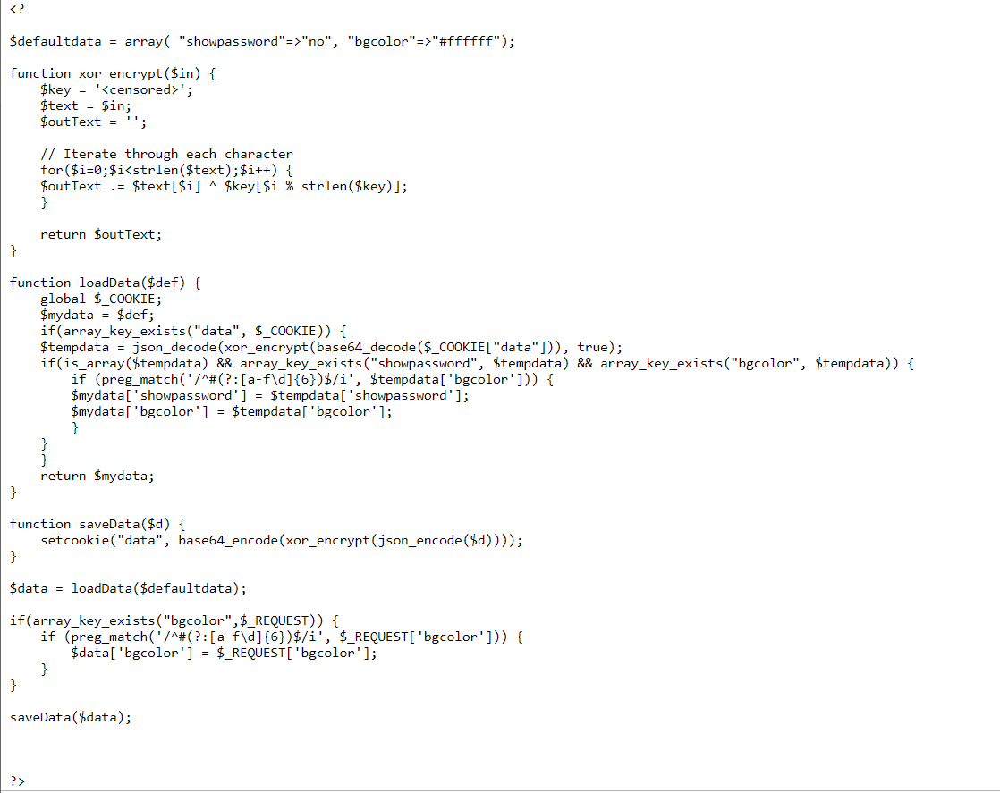 <?
$defaultdata = array( "showpassword"=>"no", "bgcolor"=>"#ffffff");
function xor_encrypt($in) {
    $key = '<censored>';
    $text = $in;
    $outText = '';
    // Iterate through each character
    for($i=0;$i<strlen($text);$i++) {
    $outText .= $text[$i] ^ $key[$i % strlen($key)];
    }
    return $outText;
}
function loadData($def) {
    global $_COOKIE;
    $mydata = $def;
    if(array_key_exists("data", $_COOKIE)) {
    $tempdata = json_decode(xor_encrypt(base64_decode($_COOKIE["data"])), true);
    if(is_array($tempdata) && array_key_exists("showpassword", $tempdata) && array_key_exists("bgcolor", $tempdata)) {
        if (preg_match('/^#(?:[a-f\d]{6})$/i', $tempdata['bgcolor'])) {
        $mydata['showpassword'] = $tempdata['showpassword'];
        $mydata['bgcolor'] = $tempdata['bgcolor'];
        }
    }
    }
    return $mydata;
}
function saveData($d) {
    setcookie("data", base64_encode(xor_encrypt(json_encode($d))));
}
$data = loadData($defaultdata);
if(array_key_exists("bgcolor",$_REQUEST)) {
    if (preg_match('/^#(?:[a-f\d]{6})$/i', $_REQUEST['bgcolor'])) {
        $data['bgcolor'] = $_REQUEST['bgcolor'];
    }
}
saveData($data);
?>